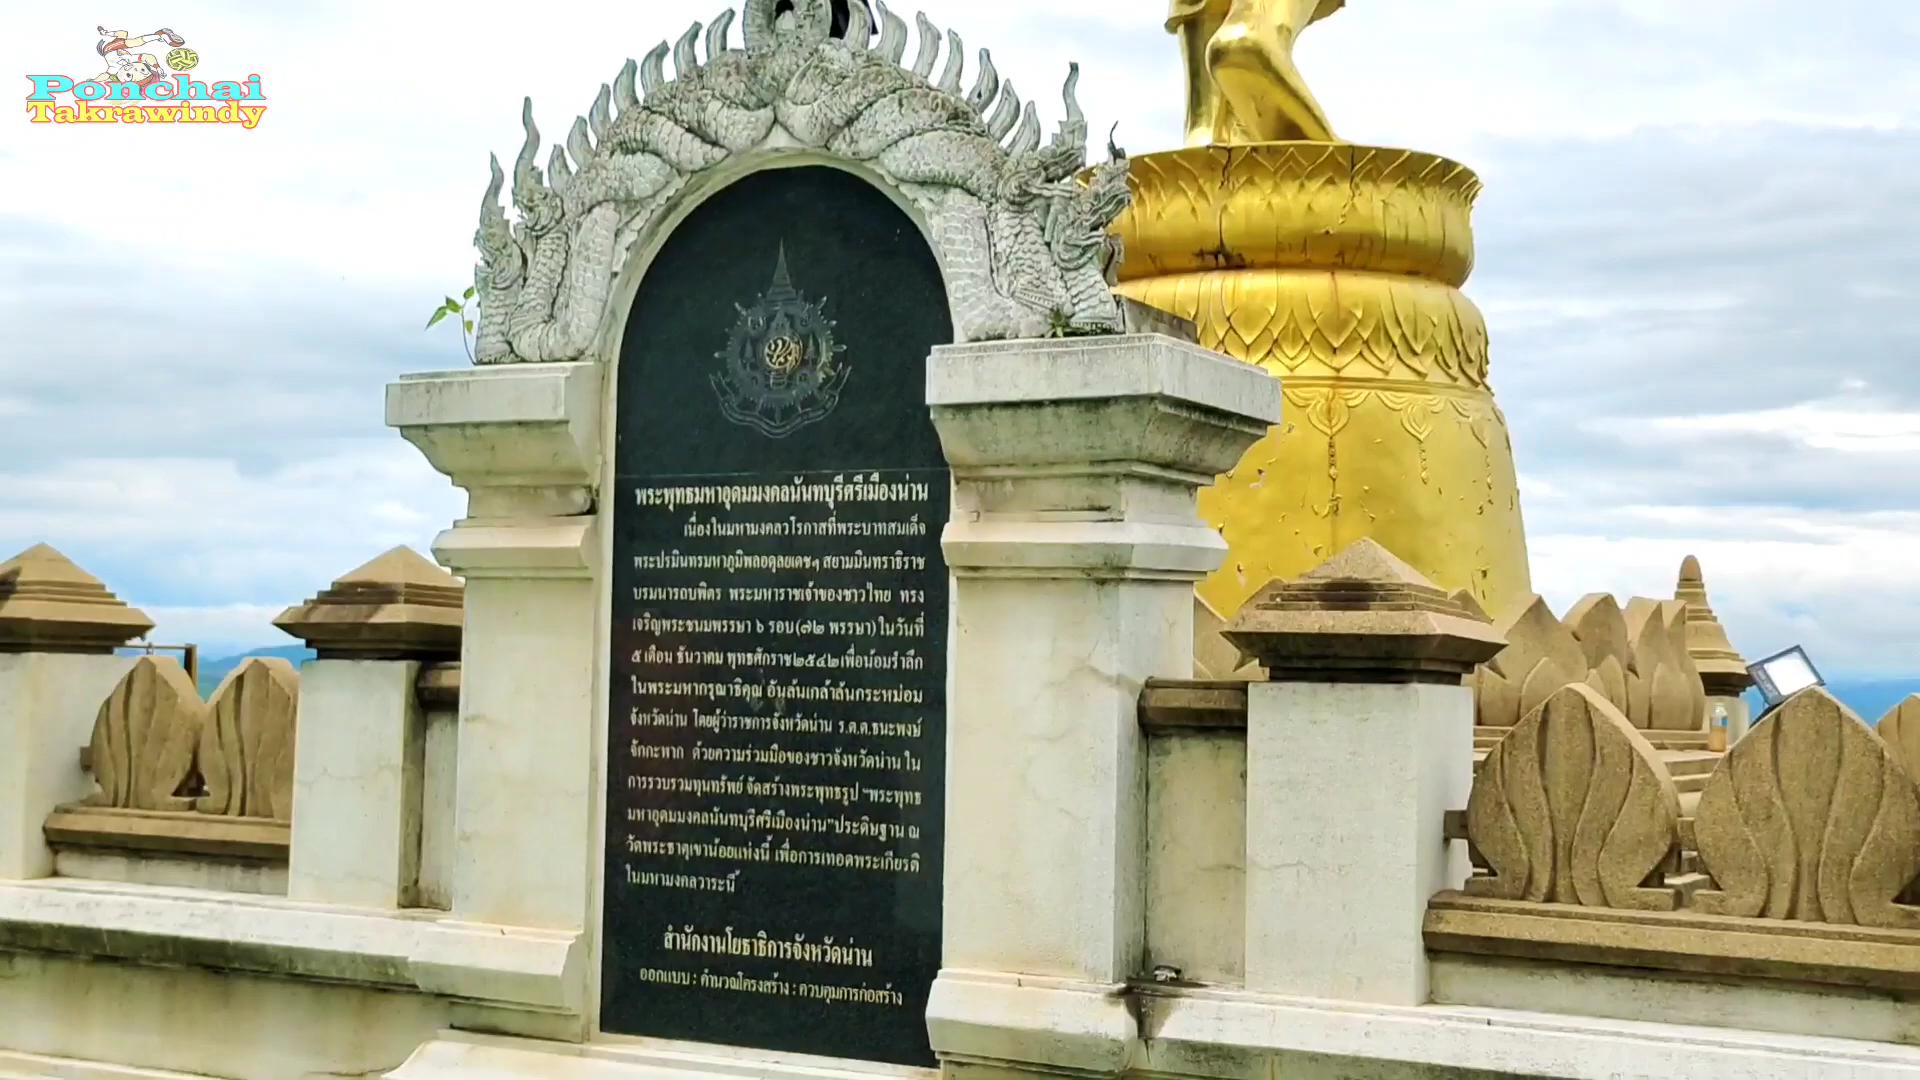 Ponchai
Takrawindy
พระพุทธมหาอุดมมงคลนันทบุรีศรีเมืองน่าน
เนื่องในมหามงคลวโรกาสที่พระบาทสมเด็จ
พระปรมินทรมหาภูมิพลอดุลยเดชฯ สยามมินทราธิราช
บรมนารถบพิตร พระมหาราชเจ้าของชาวไทย ทรง
เจริญพระชนมพรรษา ๖ รอบ(๗๒ พรรษา) ในวันที่
๕ เดือน ธันวาคม พุทธศักราช๒๕๔๒ เพื่อน้อมรำลึก
ในพระมหากรุณาธิคุณ อันล้นเกล้าล้นกระหม่อม
จังหวัดน่าน โดยผู้ว่าราชการจังหวัดน่าน ร.ต.ต.ธนะพงษ์
จักกะพาก ด้วยความร่วมมือของชาวจังหวัดน่าน ใน
การรวบรวมทุนทรัพย์ จัดสร้างพระพุทธรูป "พระพุทธ
มหาอุดมมงคลนันทบุรีศรีเมืองน่าน"ประดิษฐาน ณ
วัดพระธาตุเขาน้อยแห่งนี้ เพื่อการเทอดพระเกียรติ
ในมหามงคลวาระนี้
สำนักงานโยธาธิการจังหวัดน่าน
ออกแบบ : คำนวณโครงสร้าง : ควบคุมการก่อสร้าง